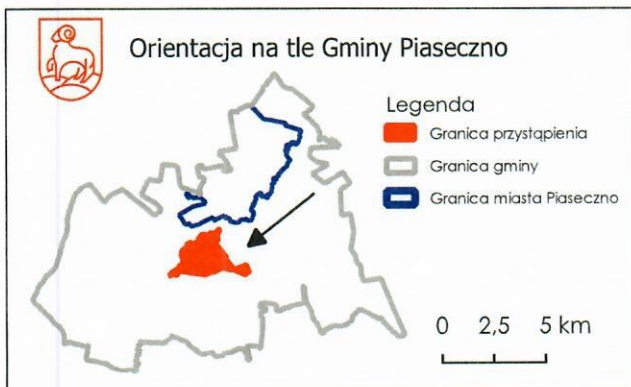 Orientacja na tle Gminy Piaseczno
Legenda
Granica przystąpienia
Granica gminy
Granica miasta Piaseczno
0 2,5 5 km